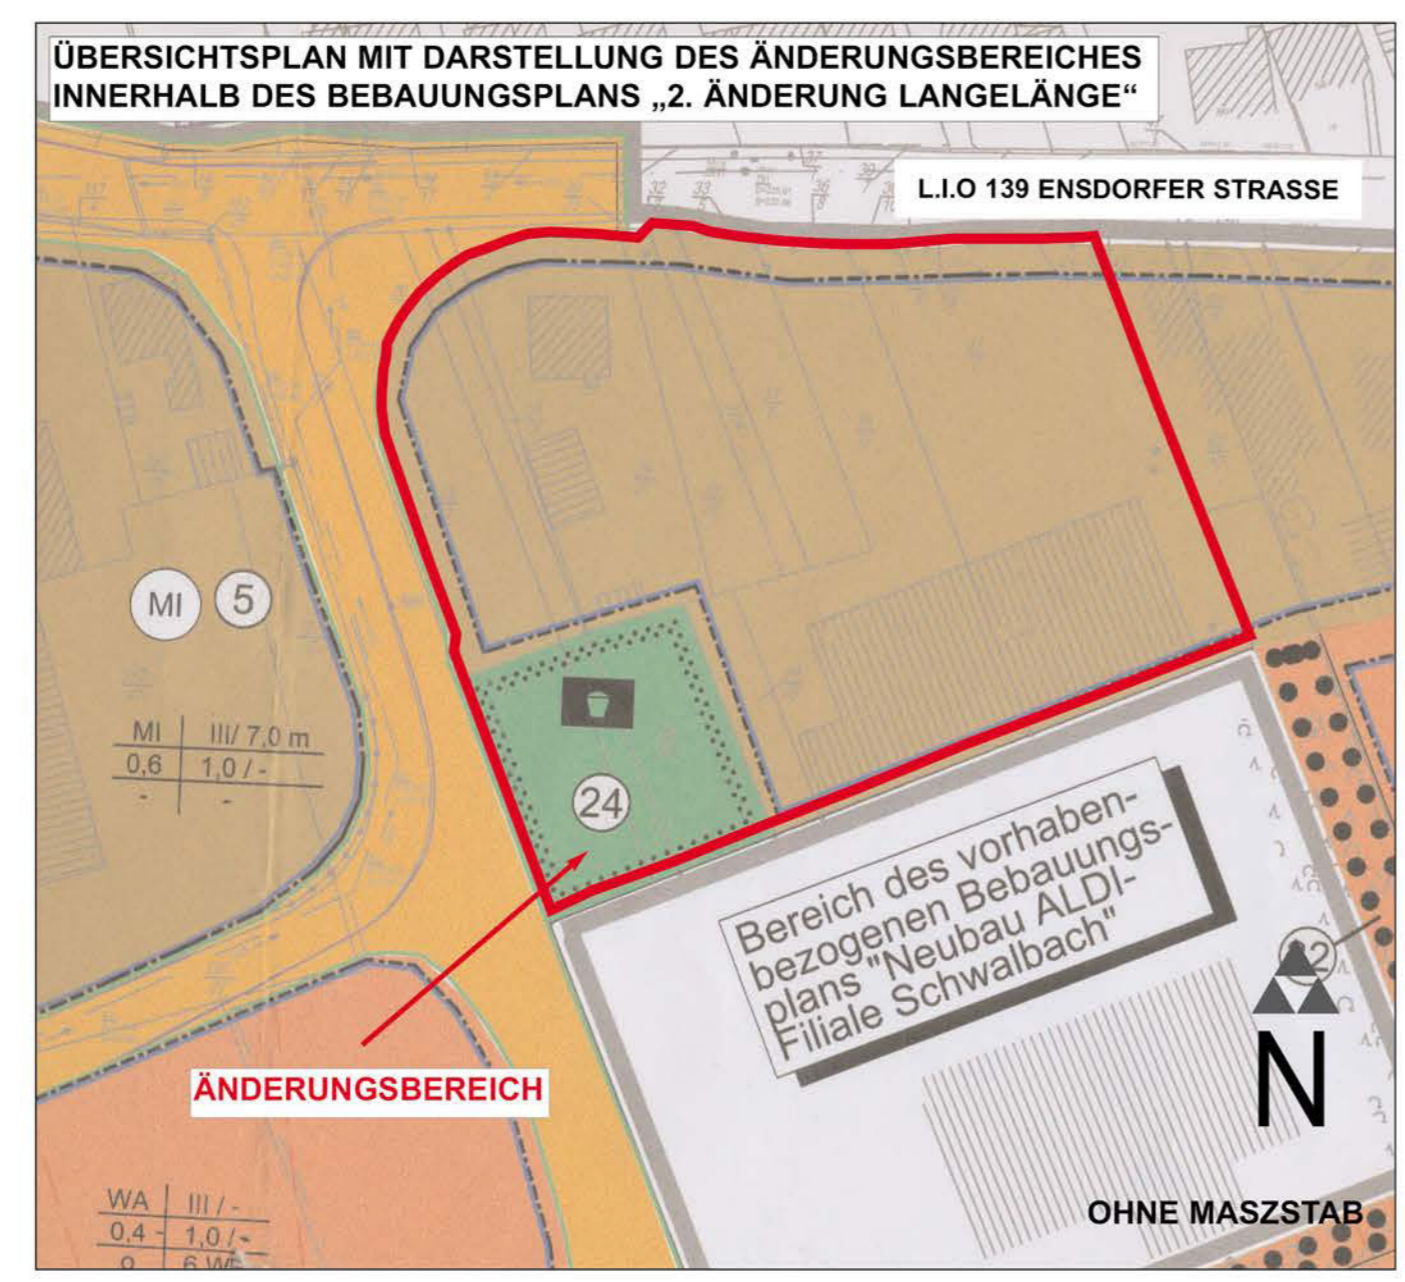 ÜBERSICHTSPLAN MIT DARSTELLUNG DES ÄNDERUNGSBEREICHES
INNERHALB DES BEBAUUNGSPLANS „2. ÄNDERUNG LANGELÄNGE“
L.I.O 139 ENSDORFER STRASSE
MI 5
MI III/ 7,0 m
0,6 1,0 / -
- -
24
Bereich des vorhaben-
bezogenen Bebauungs-
plans "Neubau ALDI-
Filiale Schwalbach"
ÄNDERUNGSBEREICH
N
WA III / -
0,4 - 1,0 / -
o 6 W
OHNE MASZSTAB